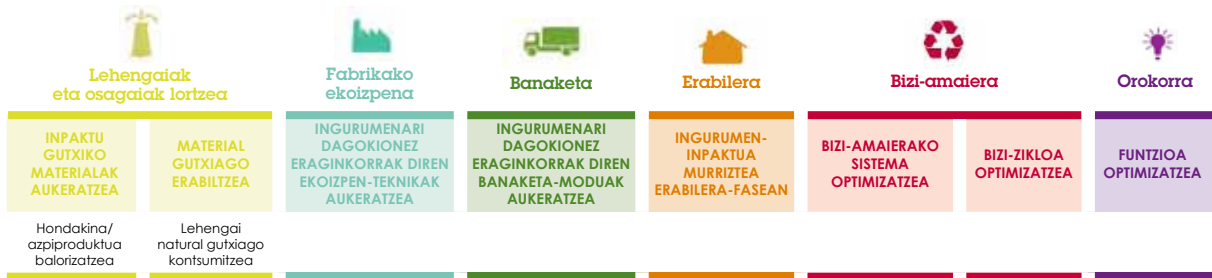 Lehengaiak
eta osagaiak lortzea
Fabrikako
ekoizpena
Banaketa
Erabilera
Bizi-amaiera
Orokorra
INPAKTU
GUTXIKO
MATERIALAK
AUKERATZEA
MATERIAL
GUTXIAGO
ERABILTZEA
INGURUMENARI
DAGOKIONEZ
ERAGINKORRAK DIREN
EKOIZPEN-TEKNIKAK
AUKERATZEA
INGURUMENARI
DAGOKIONEZ
ERAGINKORRAK DIREN
BANAKETA-MODUAK
AUKERATZEA
INGURUMEN-
INPAKTUA
MURRIZTEA
ERABILERA-FASEAN
BIZI-AMAIERAKO
SISTEMA
OPTIMIZATZEA
BIZI-ZIKLOA
OPTIMIZATZEA
FUNTZIOA
OPTIMIZATZEA
Hondakina/
azpiproduktua
balorizatzea
Lehengai
natural gutxiago
kontsumitzea